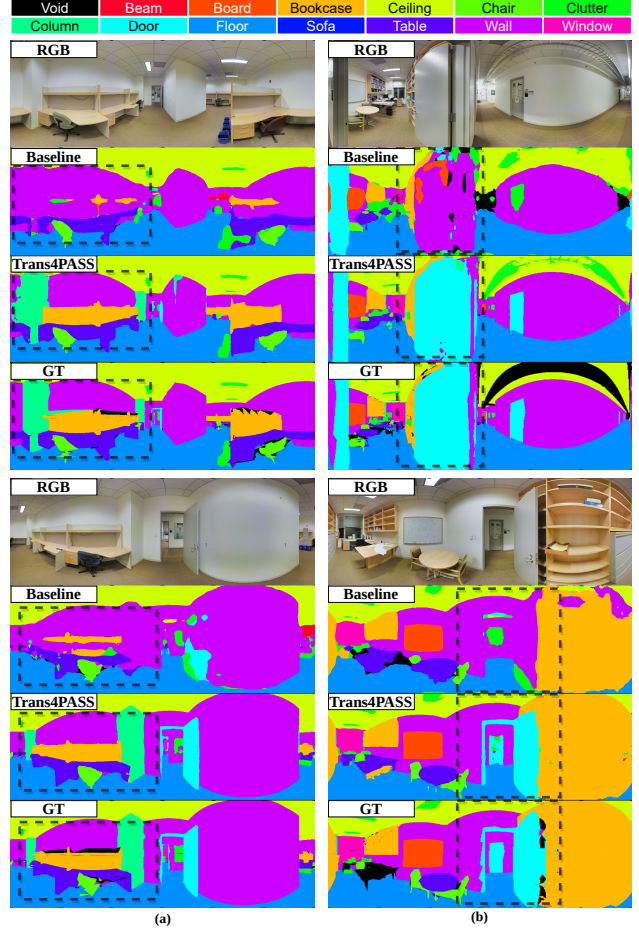 Void Beam Board Bookcase Ceiling Chair Clutter
Column Door Floor Sofa Table Wall Window
RGB RGB
Baseline Baseline
Trans4PASS Trans4PASS
GT GT
RGB RGB
Baseline Baseline
Trans4PASS Trans4PASS
GT GT
(a) (b)